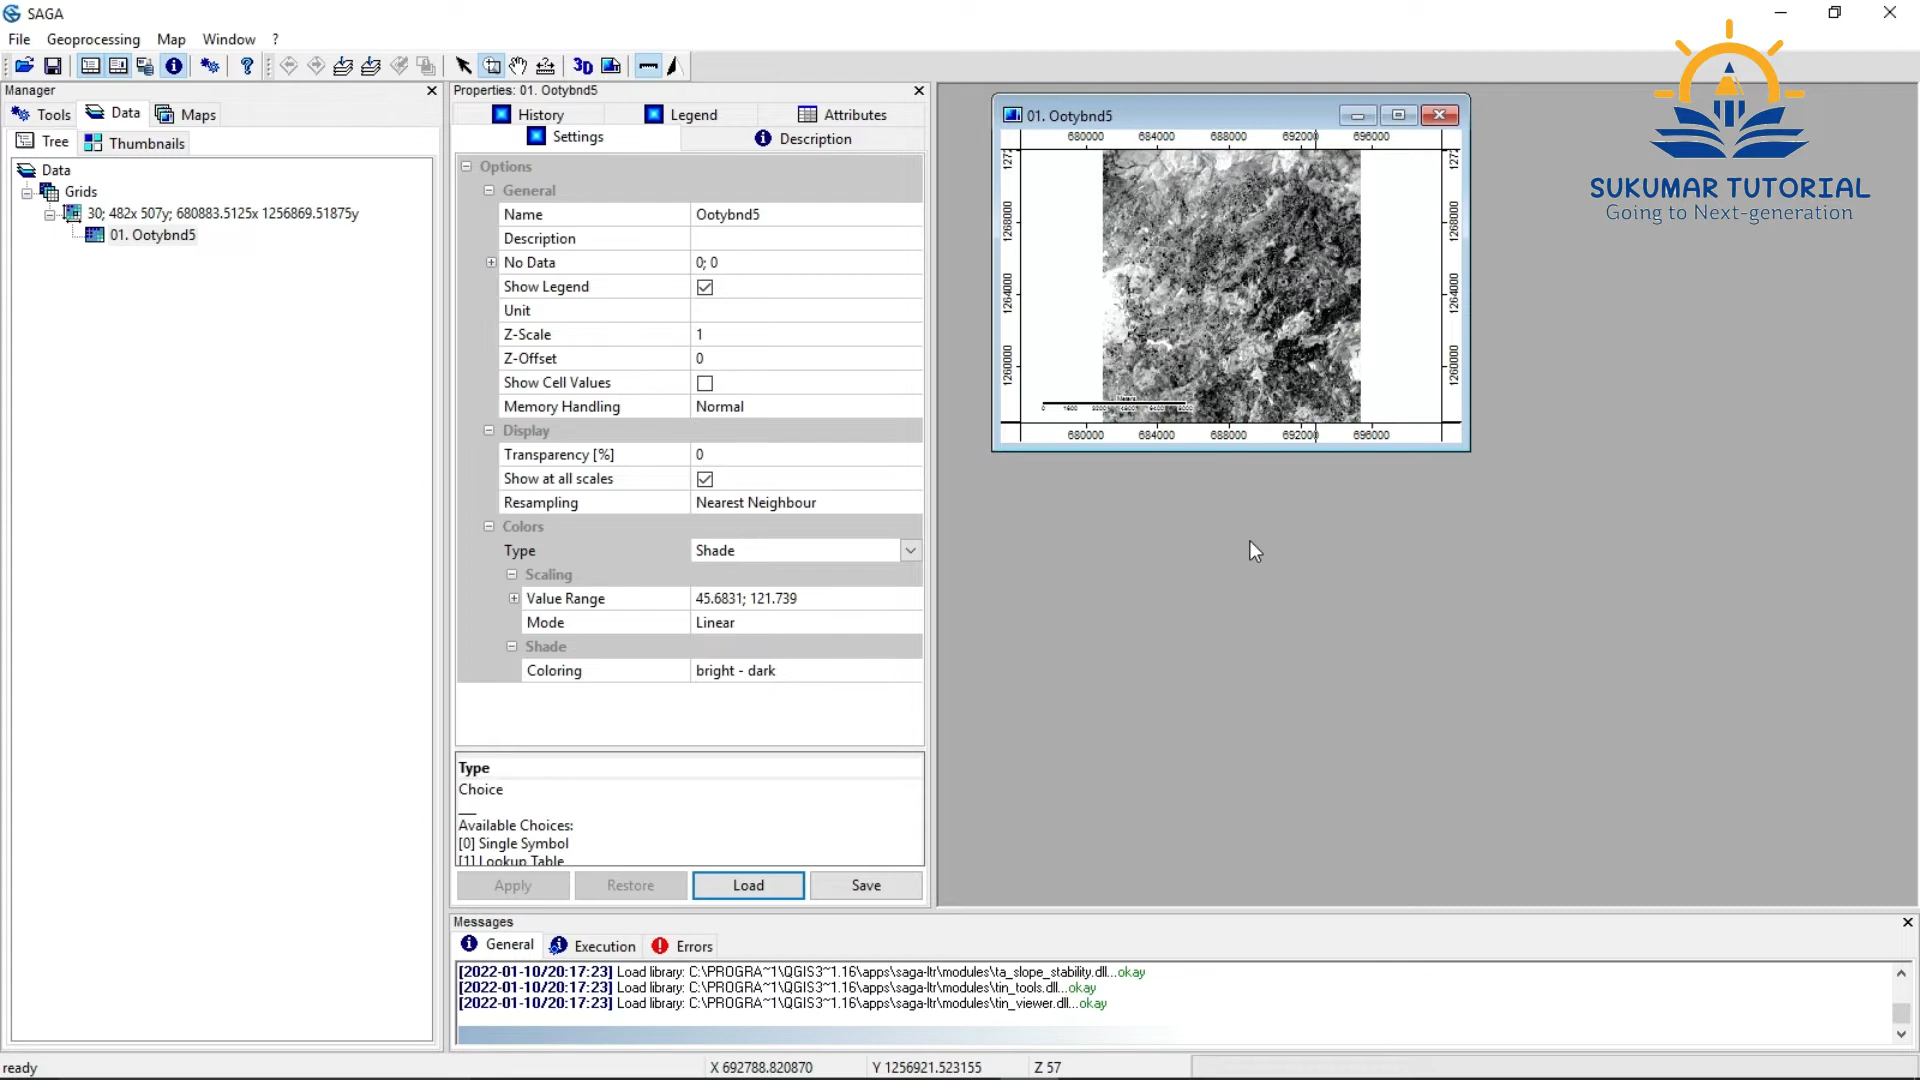 SAGA
File Geoprocessing Map Window ?
3D
Manager
Tools Data Maps
Tree Thumbnails
Data
Grids
30; 482x 507y; 680883.5125x 1256869.51875y
01. Ootybnd5
Properties: 01. Ootybnd5
History Legend Attributes
Settings Description
Options
General
Name Ootybnd5
Description
No Data 0; 0
Show Legend
Unit
Z-Scale 1
Z-Offset 0
Show Cell Values
Memory Handling Normal
Display
Transparency [%] 0
Show at all scales
Resampling Nearest Neighbour
Colors
Type Shade
Scaling
Value Range 45.6831; 121.739
Mode Linear
Shade
Coloring bright - dark
Type
Choice
Available Choices:
[0] Single Symbol
[1] Lookup Table
Apply Restore Load Save
01. Ootybnd5
680000 684000 688000 692000 696000
1268000 1268000
1264000 1264000
1260000 1260000
680000 684000 688000 692000 696000
SUKUMAR TUTORIAL
Going to Next-generation
Messages
General Execution Errors
[2022-01-10/20:17:23] Load library: C:\PROGRA~1\QGIS3~1.16\apps\saga-ltr\modules\ta_slope_stability.dll...okay
[2022-01-10/20:17:23] Load library: C:\PROGRA~1\QGIS3~1.16\apps\saga-ltr\modules\tin_tools.dll...okay
[2022-01-10/20:17:23] Load library: C:\PROGRA~1\QGIS3~1.16\apps\saga-ltr\modules\tin_viewer.dll...okay
ready X 692788.820870 Y 1256921.523155 Z 57